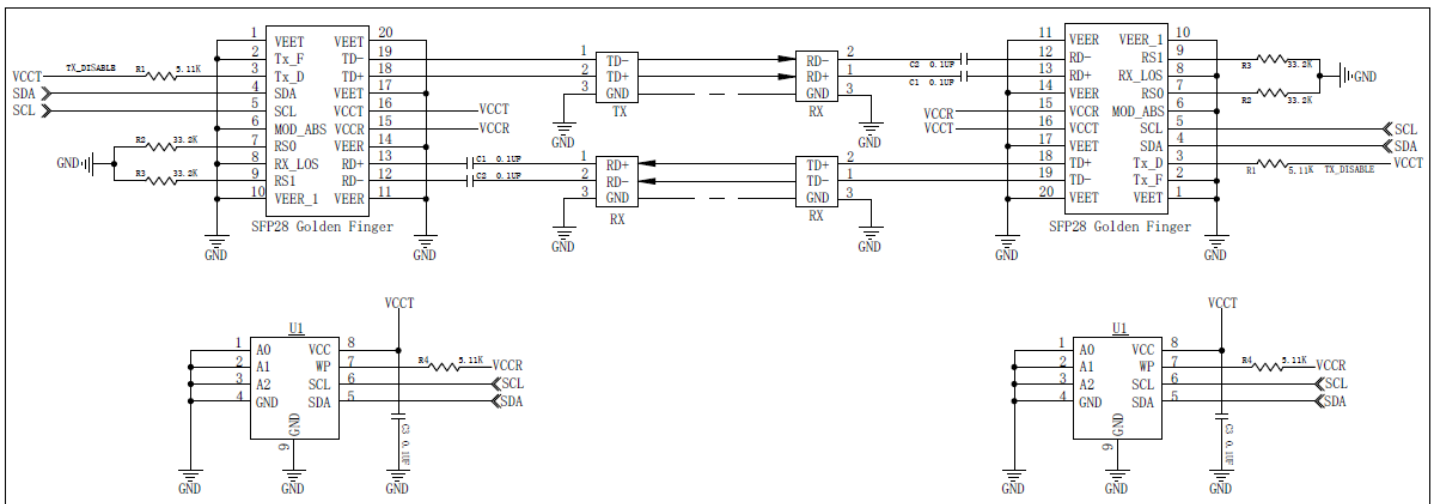 1 VEET VEET 20
2 Tx_F TD- 19
VCCT TX_DISABLE R1 5.11K 3 Tx_D TD+ 18
SDA 4 SDA VEET 17
SCL 5 SCL VCCT 16 VCCT
6 MOD_ABS VCCR 15 VCCR
R2 33.2K 7 RS0 VEER 14
GND 8 RX_LOS RD+ 13 C1 0.1UF
R3 33.2K 9 RS1 RD- 12 C2 0.1UF
10 VEER_1 VEER 11
SFP28 Golden Finger
GND
GND
1 TD-
2 TD+
3 GND
TX
GND
RD- 2
RD+ 1
GND 3
RX
GND
1 RD+
2 RD-
3 GND
RX
GND
TD+ 2
TD- 1
GND 3
RX
GND
11 VEER VEER_1 10
C2 0.1UF 12 RD- RS1 9 R3 33.2K
C1 0.1UF 13 RD+ RX_LOS 8 GND
14 VEER RS0 7 R2 33.2K
VCCR 15 VCCR MOD_ABS 6
VCCT 16 VCCT SCL 5 SCL
17 VEET SDA 4 SDA
18 TD+ Tx_D 3 R1 5.11K TX_DISABLE VCCT
19 TD- Tx_F 2
20 VEET VEET 1
SFP28 Golden Finger
GND
GND
VCCT
U1
1 A0 VCC 8
2 A1 WP 7 R4 5.11K VCCR
3 A2 SCL 6 SCL
4 GND SDA 5 SDA
GND
6
C3 0.1UF
GND
GND
GND
VCCT
U1
1 A0 VCC 8
2 A1 WP 7 R4 5.11K VCCR
3 A2 SCL 6 SCL
4 GND SDA 5 SDA
GND
6
C3 0.1UF
GND
GND
GND